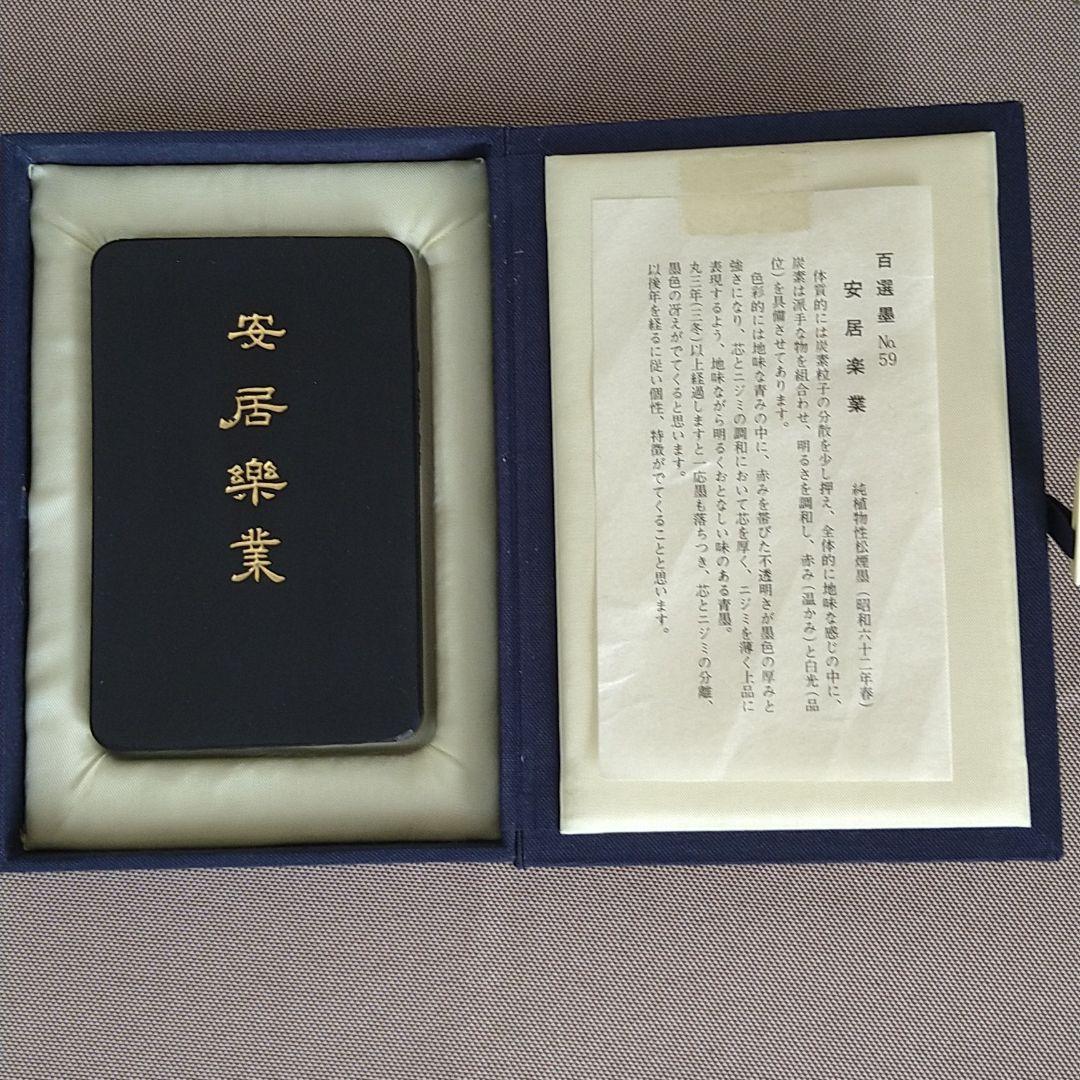 安居樂業
百選墨 No.59
安居楽業
純植物性松煙墨(昭和六十二年春)
体質的には炭素粒子の分散を少し押え、全体的に地味な感じの中に、
炭素は派手な物を組合わせ、明るさを調和し、赤み(温かみ)と白光(品
位)を具備させてあります。
色彩的には地味な青みの中に、赤みを帯びた不透明さが墨色の厚みと
強さになり、芯とニジミの調和において芯を厚く、ニジミを薄く上品に
表現するよう、地味ながら明るくおとなしい味のある青墨。
丸三年(三冬)以上経過しますと一応墨も落ちつき、芯とニジミの分離、
墨色の冴えがでてくると思います。
以後年を経るに従い個性、特徴がでてくることと思います。